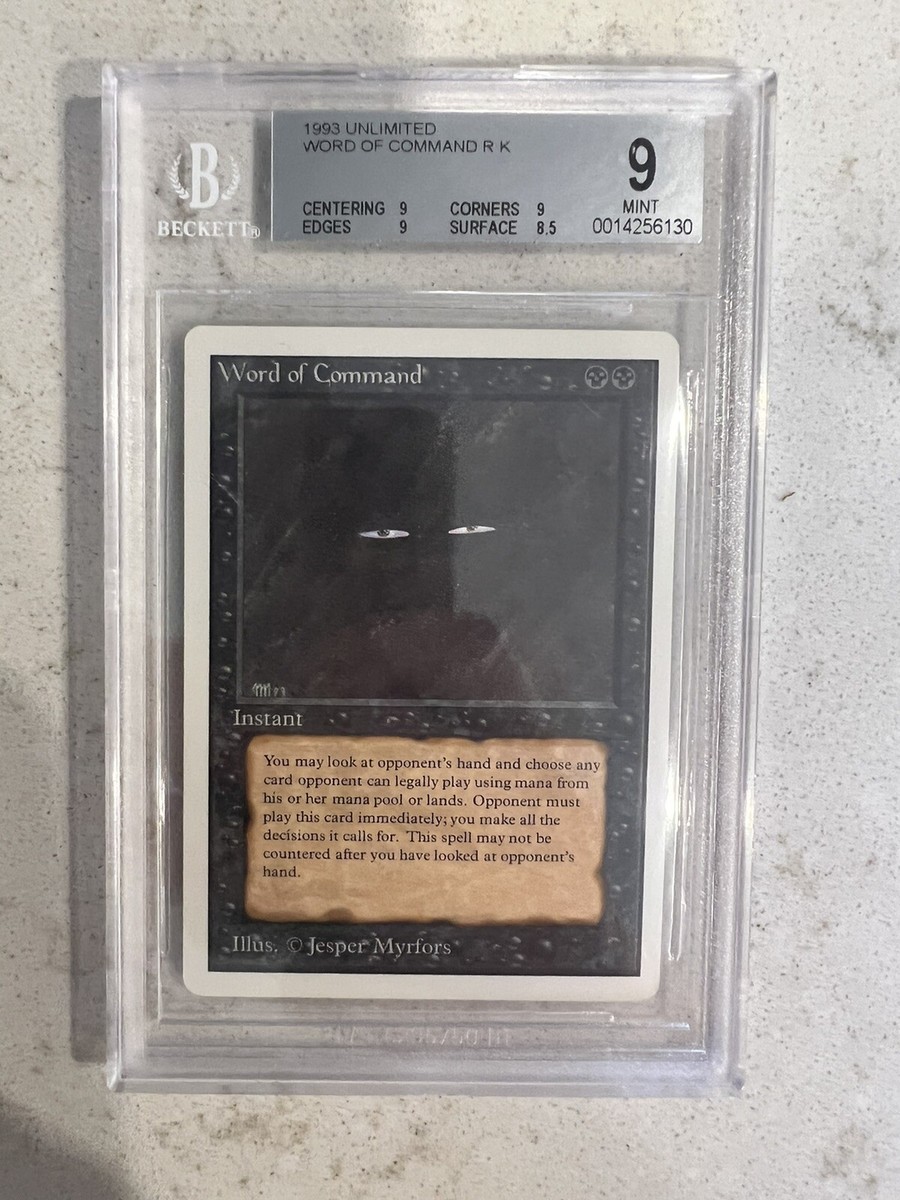 1993 UNLIMITED
WORD OF COMMAND R K
9
MINT
CENTERING 9 CORNERS 9
EDGES 9 SURFACE 8.5
0014256130
B
BECKETT®
Word of Command
Instant
You may look at opponent's hand and choose any
card opponent can legally play using mana from
his or her mana pool or lands. Opponent must
play this card immediately; you make all the
decisions it calls for. This spell may not be
countered after you have looked at opponent's
hand.
Illus. © Jesper Myrfors